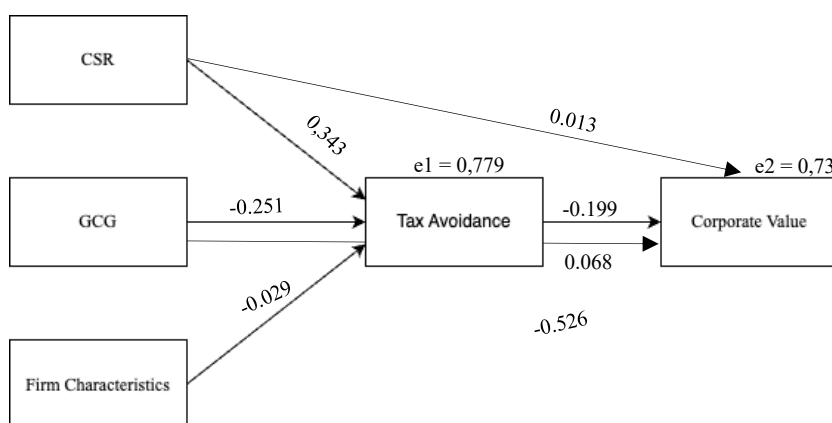 CSR
0.013
0,343
e1 = 0,779
e2 = 0,73
GCG
-0.251
Tax Avoidance
-0.199
Corporate Value
0.068
-0.029
-0.526
Firm Characteristics